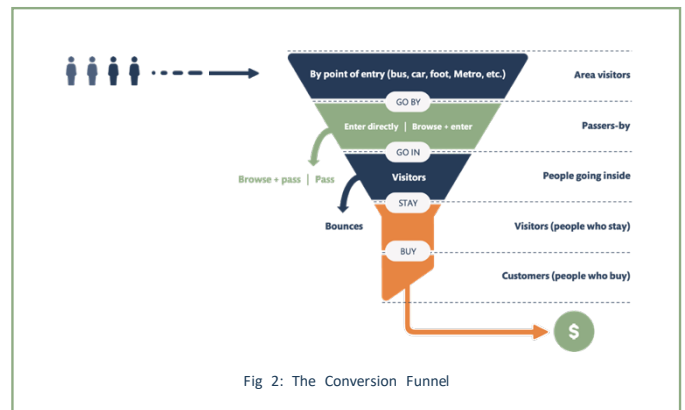 By point of entry (bus, car, foot, Metro, etc.)
Area visitors
GO BY
Enter directly | Browse + enter
Passers-by
GO IN
Browse + pass | Pass
Visitors
People going inside
STAY
Bounces
Visitors (people who stay)
BUY
Customers (people who buy)
$
Fig 2: The Conversion Funnel